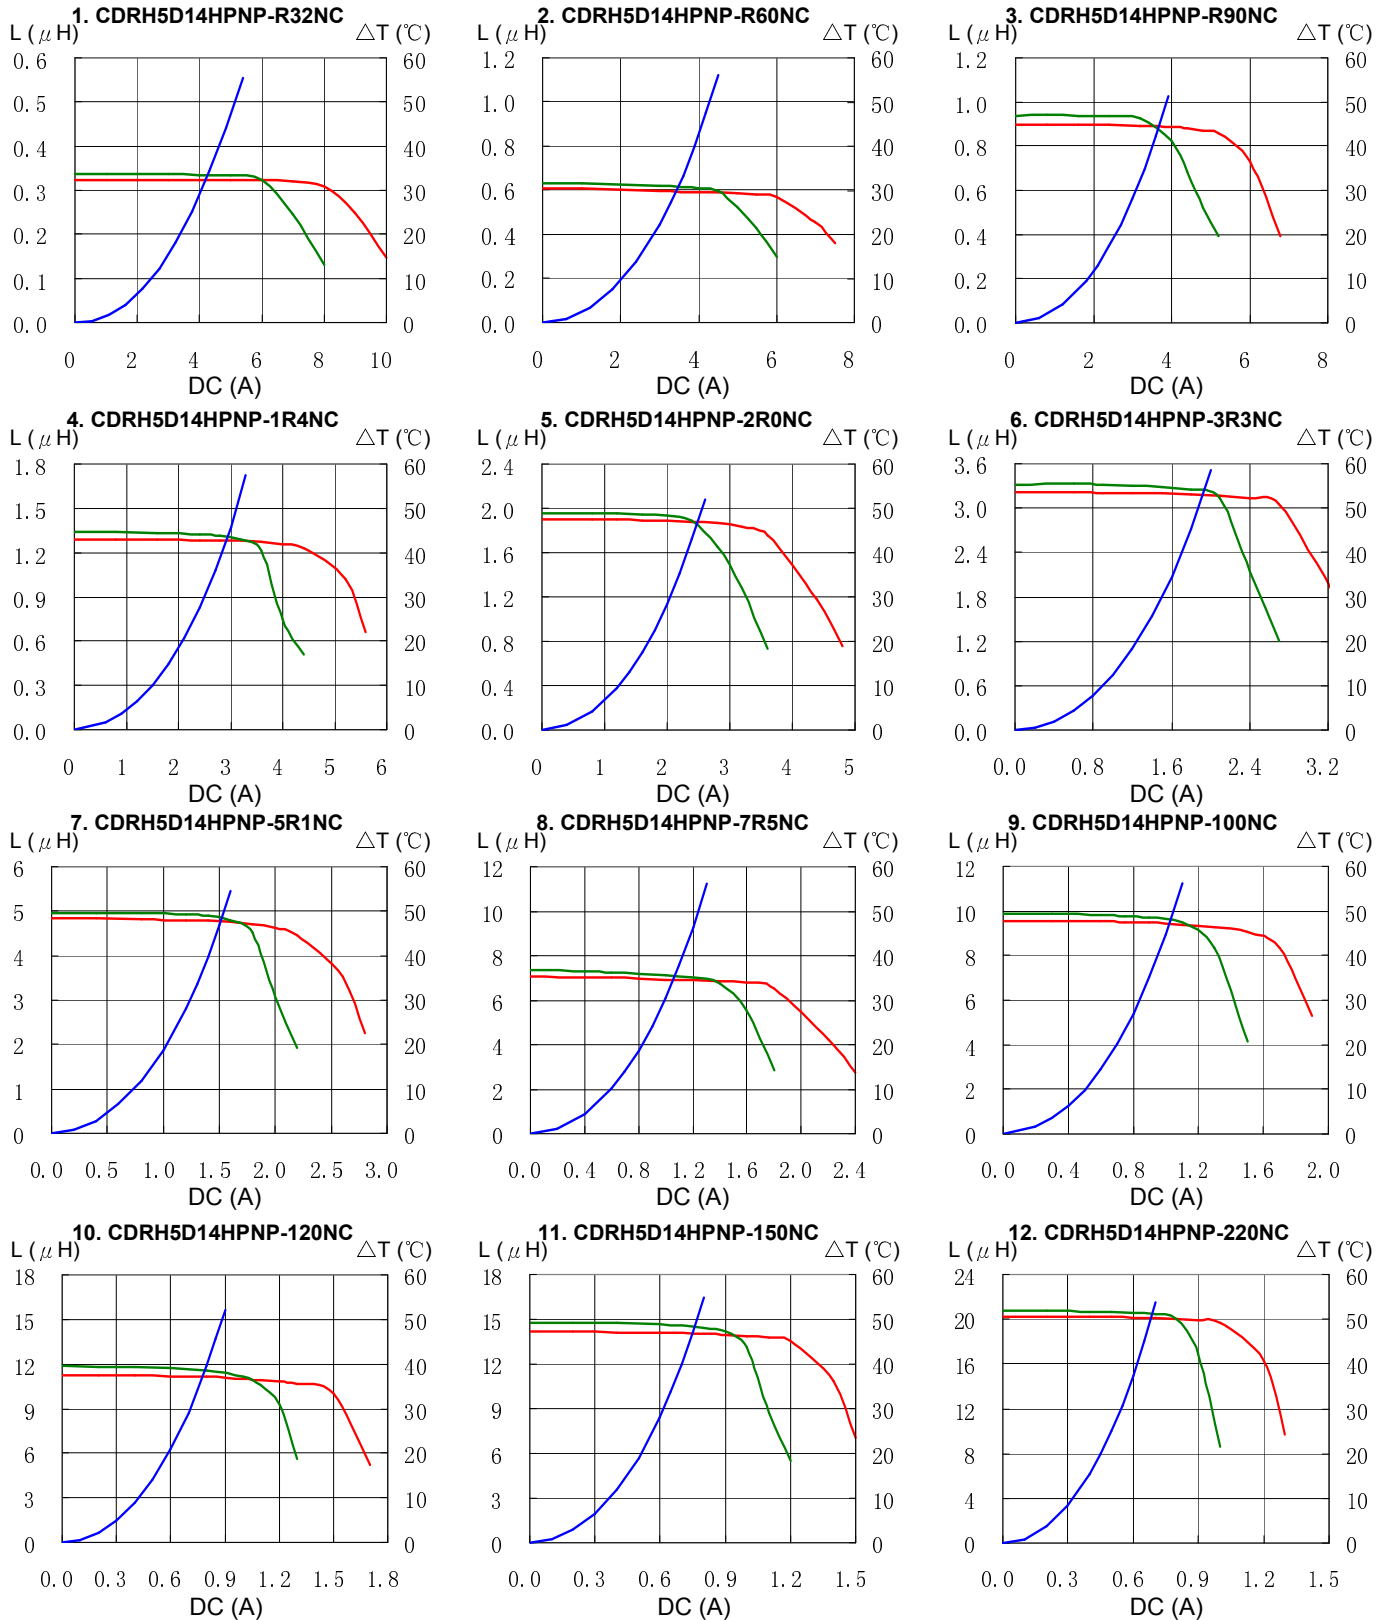 1. CDRH5D14HPNP-R32NC
L (μH) △T (℃)
0.6 60
0.5 50
0.4 40
0.3 30
0.2 20
0.1 10
0.0 0
0 2 4 6 8 10
DC (A)
2. CDRH5D14HPNP-R60NC
L (μH) △T (℃)
1.2 60
1.0 50
0.8 40
0.6 30
0.4 20
0.2 10
0.0 0
0 2 4 6 8
DC (A)
3. CDRH5D14HPNP-R90NC
L (μH) △T (℃)
1.2 60
1.0 50
0.8 40
0.6 30
0.4 20
0.2 10
0.0 0
0 2 4 6 8
DC (A)
4. CDRH5D14HPNP-1R4NC
L (μH) △T (℃)
1.8 60
1.5 50
1.2 40
0.9 30
0.6 20
0.3 10
0.0 0
0 1 2 3 4 5 6
DC (A)
5. CDRH5D14HPNP-2R0NC
L (μH) △T (℃)
2.4 60
2.0 50
1.6 40
1.2 30
0.8 20
0.4 10
0.0 0
0 1 2 3 4 5
DC (A)
6. CDRH5D14HPNP-3R3NC
L (μH) △T (℃)
3.6 60
3.0 50
2.4 40
1.8 30
1.2 20
0.6 10
0.0 0
0.0 0.8 1.6 2.4 3.2
DC (A)
7. CDRH5D14HPNP-5R1NC
L (μH) △T (℃)
6 60
5 50
4 40
3 30
2 20
1 10
0 0
0.0 0.5 1.0 1.5 2.0 2.5 3.0
DC (A)
8. CDRH5D14HPNP-7R5NC
L (μH) △T (℃)
12 60
10 50
8 40
6 30
4 20
2 10
0 0
0.0 0.4 0.8 1.2 1.6 2.0 2.4
DC (A)
9. CDRH5D14HPNP-100NC
L (μH) △T (℃)
12 60
10 50
8 40
6 30
4 20
2 10
0 0
0.0 0.4 0.8 1.2 1.6 2.0
DC (A)
10. CDRH5D14HPNP-120NC
L (μH) △T (℃)
18 60
15 50
12 40
9 30
6 20
3 10
0 0
0.0 0.3 0.6 0.9 1.2 1.5 1.8
DC (A)
11. CDRH5D14HPNP-150NC
L (μH) △T (℃)
18 60
15 50
12 40
9 30
6 20
3 10
0 0
0.0 0.3 0.6 0.9 1.2 1.5
DC (A)
12. CDRH5D14HPNP-220NC
L (μH) △T (℃)
24 60
20 50
16 40
12 30
8 20
4 10
0 0
0.0 0.3 0.6 0.9 1.2 1.5
DC (A)